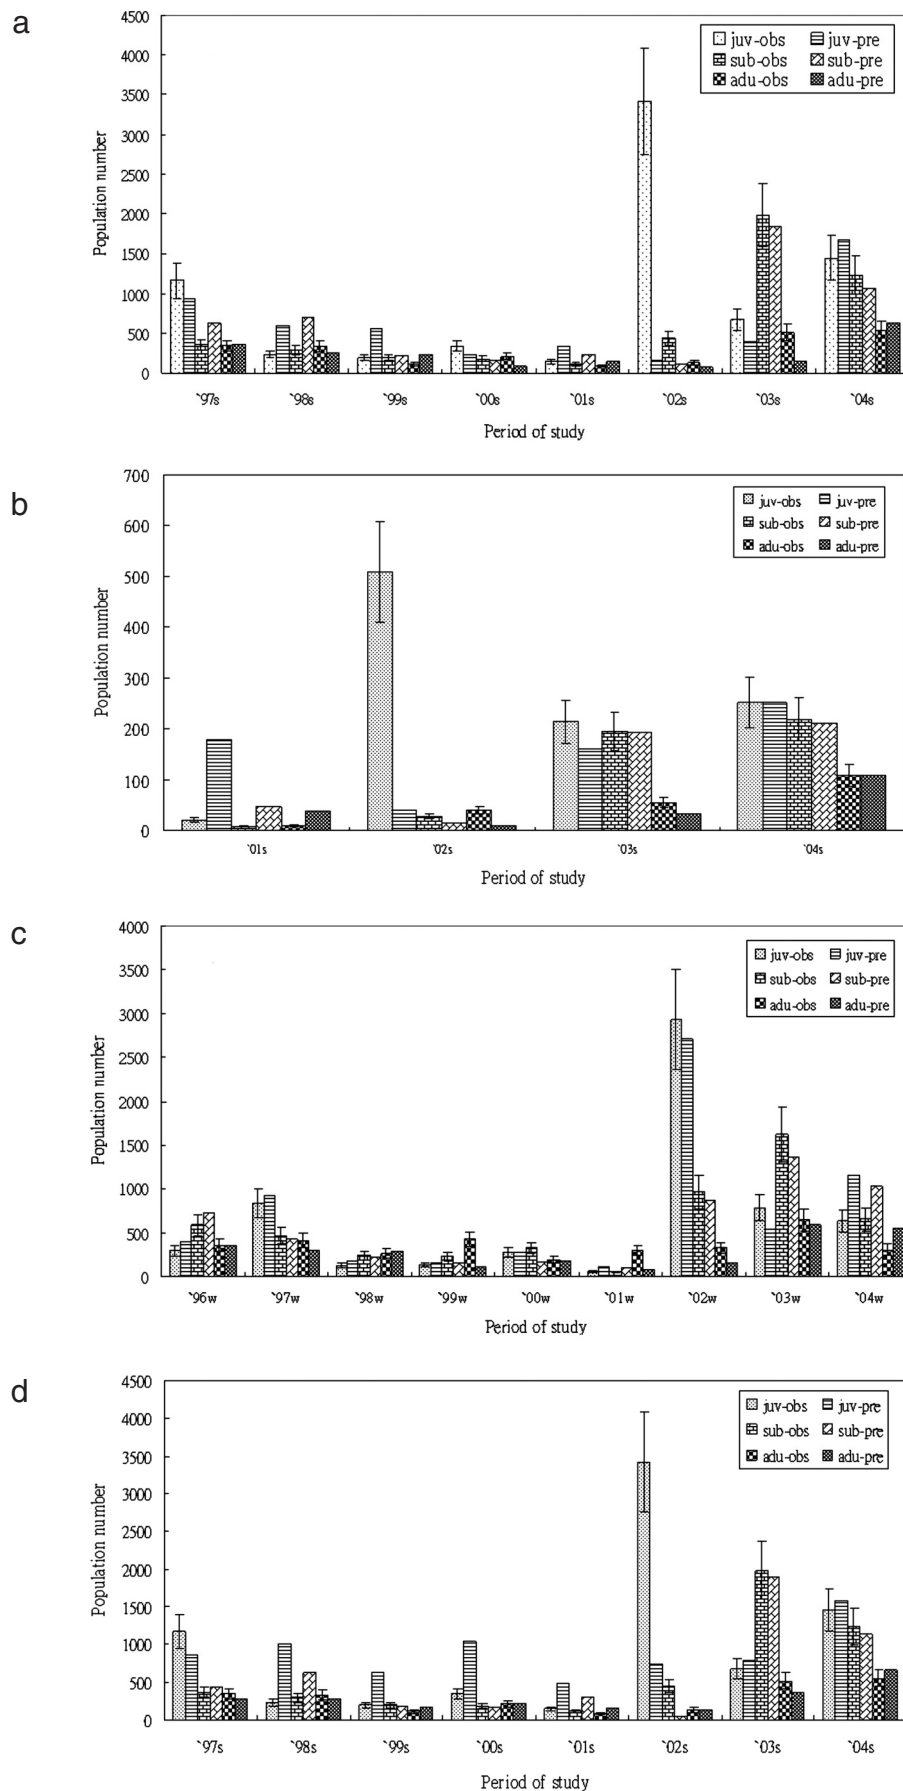 a
4500
4000
3500
3000
2500
2000
1500
1000
500
0
Population number
juv-obs juv-pre
sub-obs sub-pre
adu-obs adu-pre
`97s `98s `99s `00s `01s `02s `03s `04s
Period of study
b
700
600
500
400
300
200
100
0
Population number
juv-obs juv-pre
sub-obs sub-pre
adu-obs adu-pre
`01s `02s `03s `04s
Period of study
c
4000
3500
3000
2500
2000
1500
1000
500
0
Population number
juv-obs juv-pre
sub-obs sub-pre
adu-obs adu-pre
`96w `97w `98w `99w `00w `01w `02w `03w `04w
Period of study
d
4500
4000
3500
3000
2500
2000
1500
1000
500
0
Population number
juv-obs juv-pre
sub-obs sub-pre
adu-obs adu-pre
`97s `98s `99s `00s `01s `02s `03s `04s
Period of study